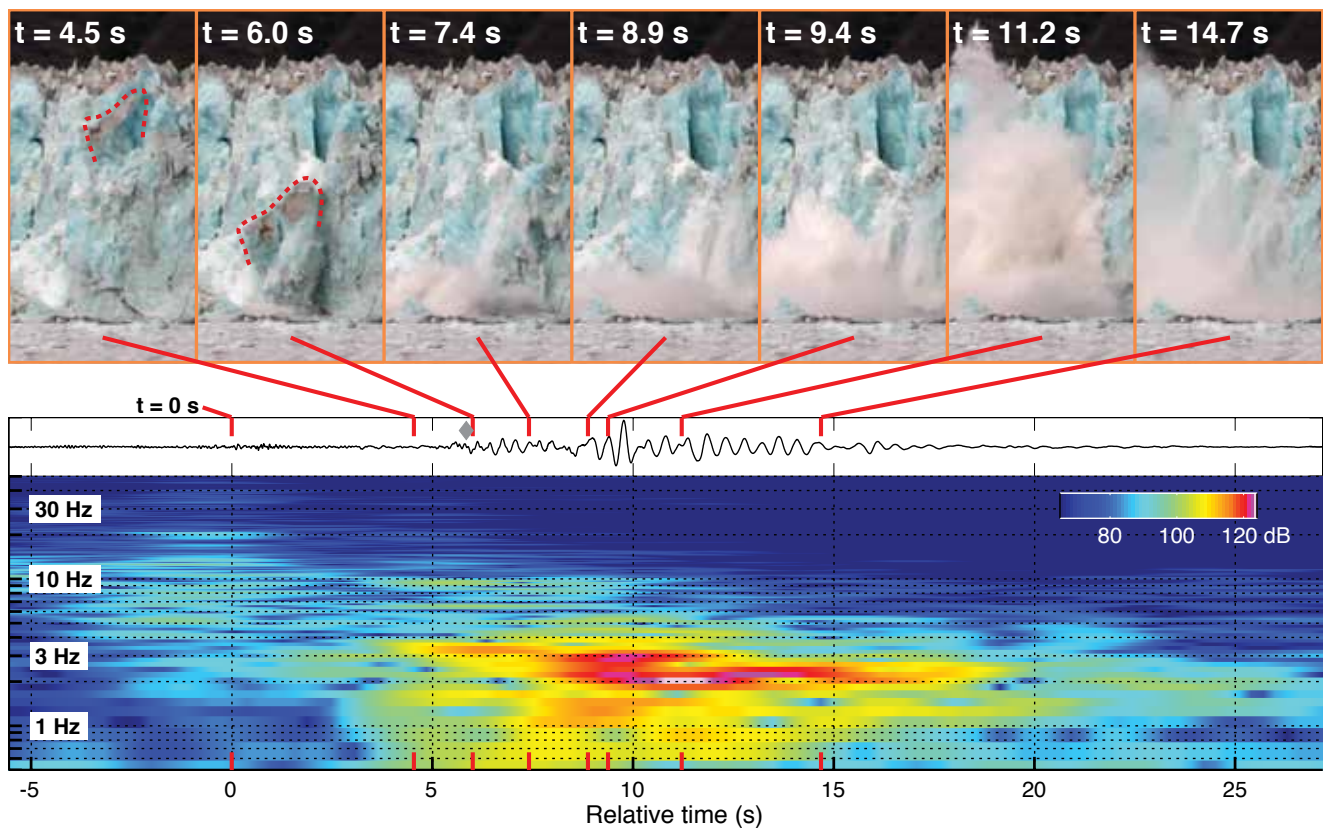 t = 4.5 s
t = 6.0 s
t = 7.4 s
t = 8.9 s
t = 9.4 s
t = 11.2 s
t = 14.7 s
t = 0 s
30 Hz
10 Hz
3 Hz
1 Hz
80 100 120 dB
-5 0 5 10 15 20 25
Relative time (s)